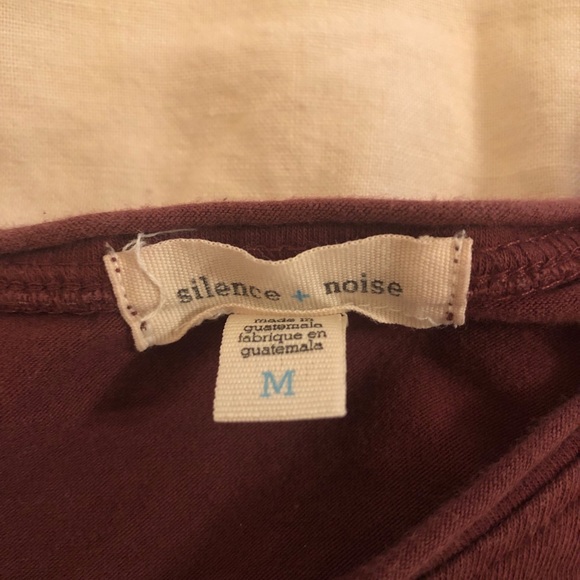 silence + noise
made in
guatemala
fabrique en
guatemala
M